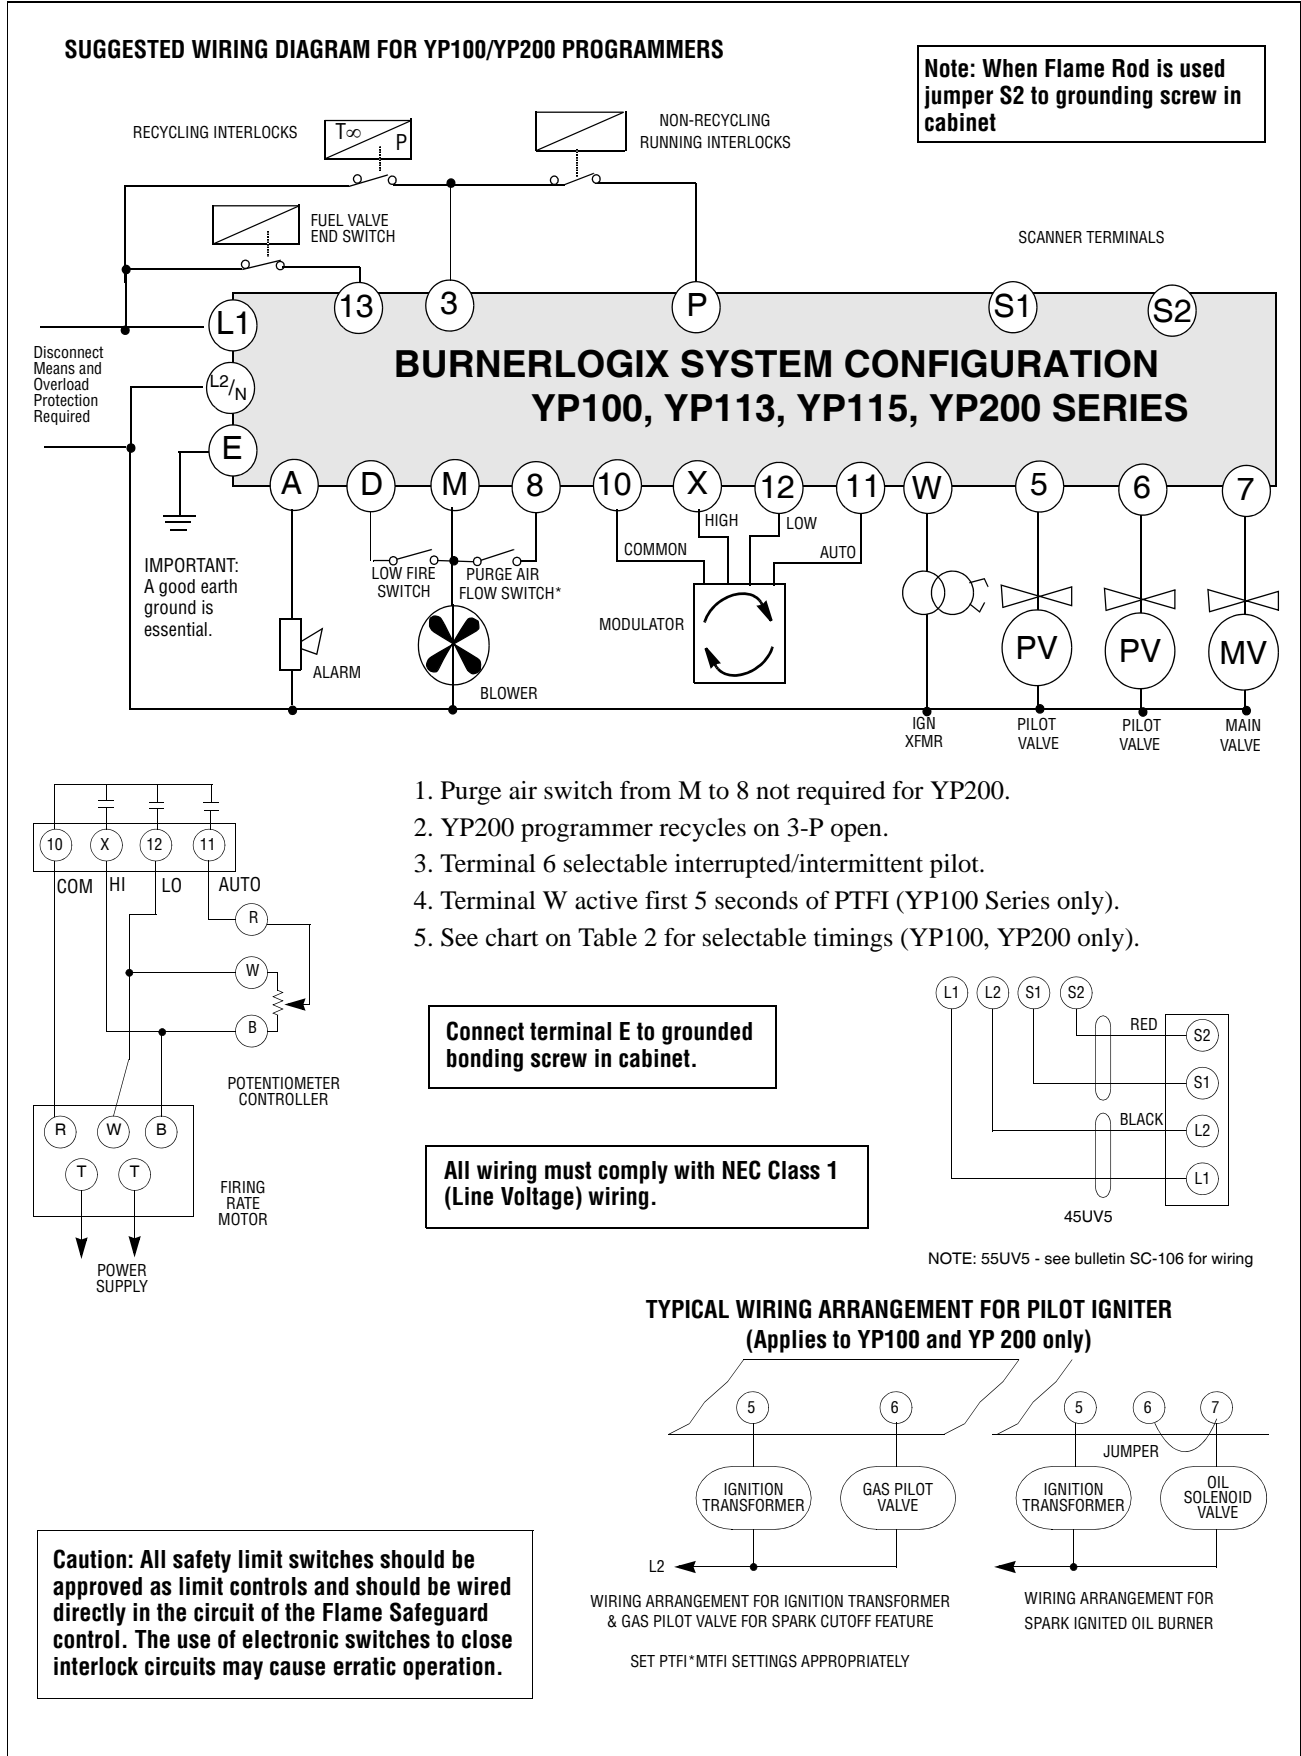 SUGGESTED WIRING DIAGRAM FOR YP100/YP200 PROGRAMMERS
Note: When Flame Rod is used
jumper S2 to grounding screw in
cabinet
RECYCLING INTERLOCKS
T∞
P
NON-RECYCLING
RUNNING INTERLOCKS
FUEL VALVE
END SWITCH
SCANNER TERMINALS
13
3
P
S1
S2
L1
L2/N
E
Disconnect
Means and
Overload
Protection
Required
BURNERLOGIX SYSTEM CONFIGURATION
YP100, YP113, YP115, YP200 SERIES
A
D
M
8
10
X
12
11
W
5
6
7
HIGH
LOW
COMMON
AUTO
IMPORTANT:
A good earth
ground is
essential.
LOW FIRE
SWITCH
PURGE AIR
FLOW SWITCH*
MODULATOR
PV
PV
MV
ALARM
BLOWER
IGN
XFMR
PILOT
VALVE
PILOT
VALVE
MAIN
VALVE
1. Purge air switch from M to 8 not required for YP200.
2. YP200 programmer recycles on 3-P open.
3. Terminal 6 selectable interrupted/intermittent pilot.
4. Terminal W active first 5 seconds of PTFI (YP100 Series only).
5. See chart on Table 2 for selectable timings (YP100, YP200 only).
10
X
12
11
COM
HI
LO
AUTO
R
W
B
POTENTIOMETER
CONTROLLER
R
W
B
T
T
FIRING
RATE
MOTOR
POWER
SUPPLY
Connect terminal E to grounded
bonding screw in cabinet.
All wiring must comply with NEC Class 1
(Line Voltage) wiring.
L1
L2
S1
S2
RED
S2
S1
BLACK
L2
L1
45UV5
NOTE: 55UV5 - see bulletin SC-106 for wiring
TYPICAL WIRING ARRANGEMENT FOR PILOT IGNITER
(Applies to YP100 and YP 200 only)
5
6
5
6
7
JUMPER
IGNITION
TRANSFORMER
GAS PILOT
VALVE
IGNITION
TRANSFORMER
OIL
SOLENOID
VALVE
L2
WIRING ARRANGEMENT FOR IGNITION TRANSFORMER
& GAS PILOT VALVE FOR SPARK CUTOFF FEATURE
SET PTFI*MTFI SETTINGS APPROPRIATELY
WIRING ARRANGEMENT FOR
SPARK IGNITED OIL BURNER
Caution: All safety limit switches should be
approved as limit controls and should be wired
directly in the circuit of the Flame Safeguard
control. The use of electronic switches to close
interlock circuits may cause erratic operation.